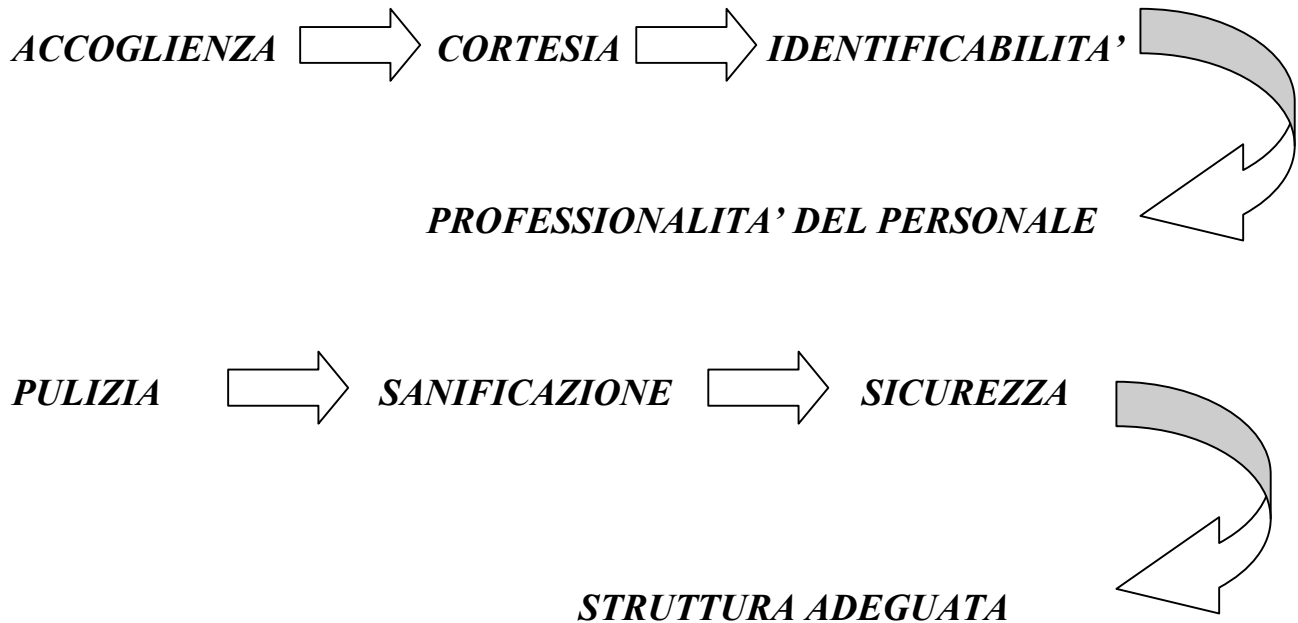 ACCOGLIENZA CORTESIA IDENTIFICABILITA’
PROFESSIONALITA’ DEL PERSONALE
PULIZIA SANIFICAZIONE SICUREZZA
STRUTTURA ADEGUATA